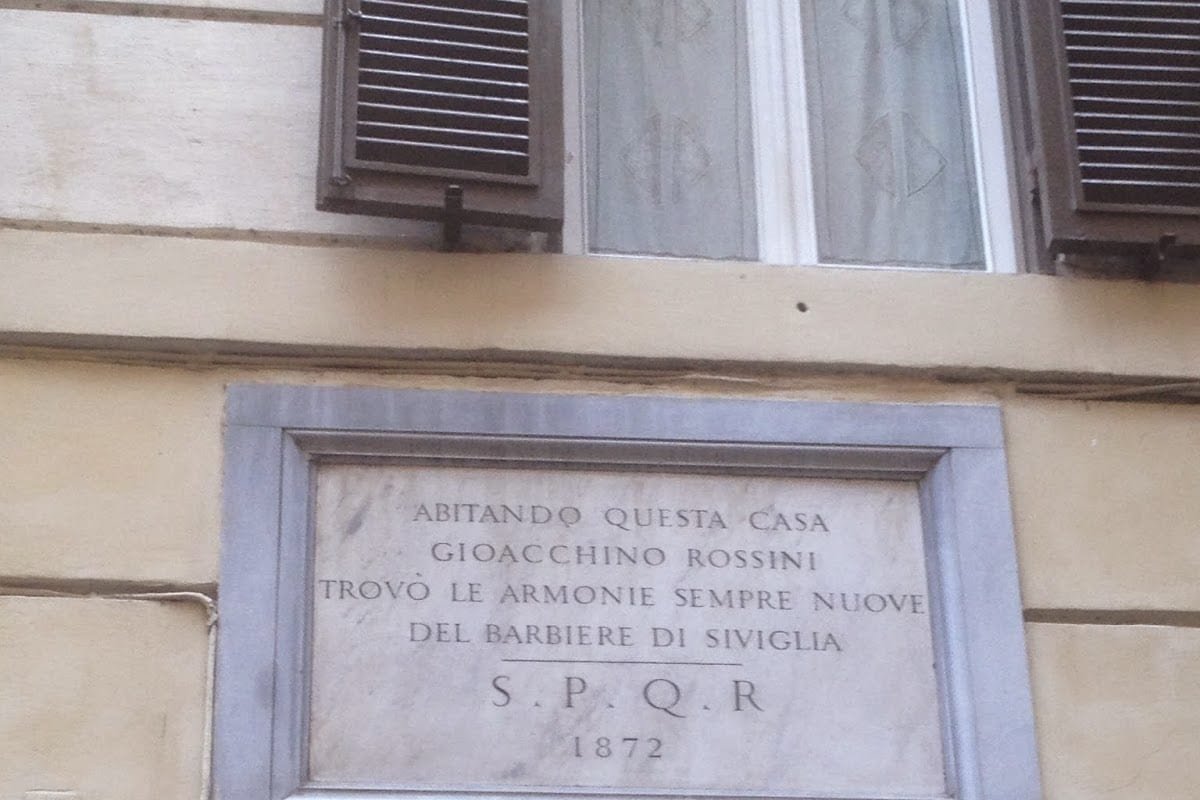 ABITANDO QUESTA CASA
GIOACCHINO ROSSINI
TROVÒ LE ARMONIE SEMPRE NUOVE
DEL BARBIERE DI SIVIGLIA
S . P . Q . R
1872